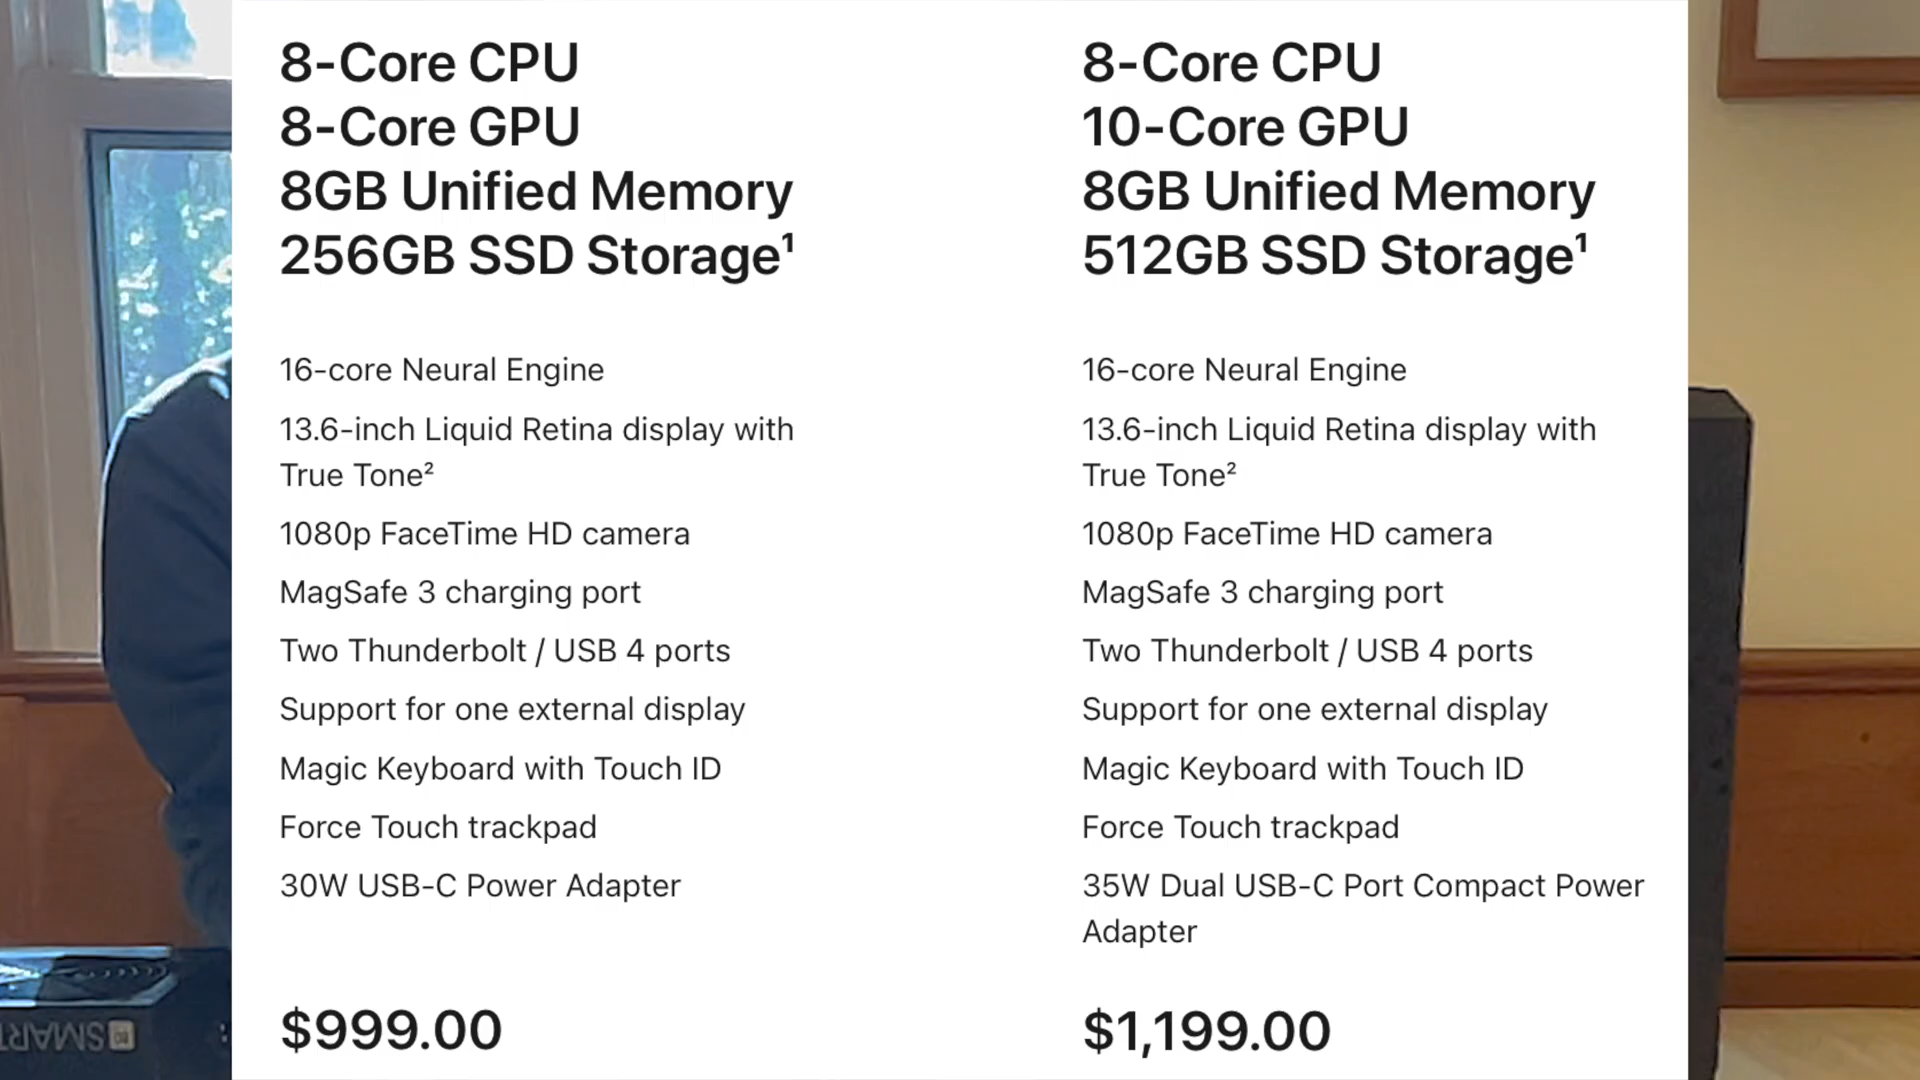 8-Core CPU
8-Core GPU
8GB Unified Memory
256GB SSD Storage¹
16-core Neural Engine
13.6-inch Liquid Retina display with
True Tone²
1080p FaceTime HD camera
MagSafe 3 charging port
Two Thunderbolt / USB 4 ports
Support for one external display
Magic Keyboard with Touch ID
Force Touch trackpad
30W USB-C Power Adapter
$999.00
8-Core CPU
10-Core GPU
8GB Unified Memory
512GB SSD Storage¹
16-core Neural Engine
13.6-inch Liquid Retina display with
True Tone²
1080p FaceTime HD camera
MagSafe 3 charging port
Two Thunderbolt / USB 4 ports
Support for one external display
Magic Keyboard with Touch ID
Force Touch trackpad
35W Dual USB-C Port Compact Power
Adapter
$1,199.00